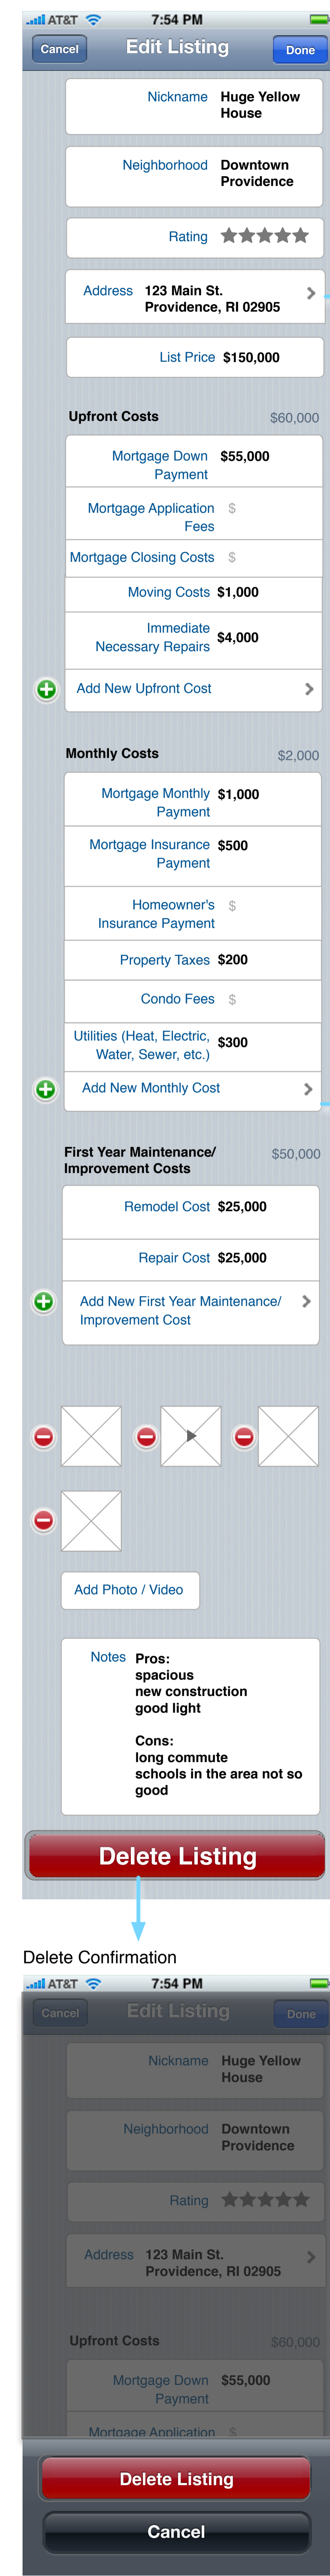 AT&T 7:54 PM
Cancel Edit Listing Done
Nickname Huge Yellow
House
Neighborhood Downtown
Providence
Rating
Address 123 Main St.
Providence, RI 02905
List Price $150,000
Upfront Costs $60,000
Mortgage Down $55,000
Payment
Mortgage Application $
Fees
Mortgage Closing Costs $
Moving Costs $1,000
Immediate
Necessary Repairs $4,000
Add New Upfront Cost
Monthly Costs $2,000
Mortgage Monthly $1,000
Payment
Mortgage Insurance $500
Payment
Homeowner's $
Insurance Payment
Property Taxes $200
Condo Fees $
Utilities (Heat, Electric, $300
Water, Sewer, etc.)
Add New Monthly Cost
First Year Maintenance/ $50,000
Improvement Costs
Remodel Cost $25,000
Repair Cost $25,000
Add New First Year Maintenance/
Improvement Cost
Add Photo / Video
Notes Pros:
spacious
new construction
good light
Cons:
long commute
schools in the area not so
good
Delete Listing
Delete Confirmation
AT&T 7:54 PM
Cancel Edit Listing Done
Nickname Huge Yellow
House
Neighborhood Downtown
Providence
Rating
Address 123 Main St.
Providence, RI 02905
Upfront Costs $60,000
Mortgage Down $55,000
Payment
Mortgage Application $
Delete Listing
Cancel